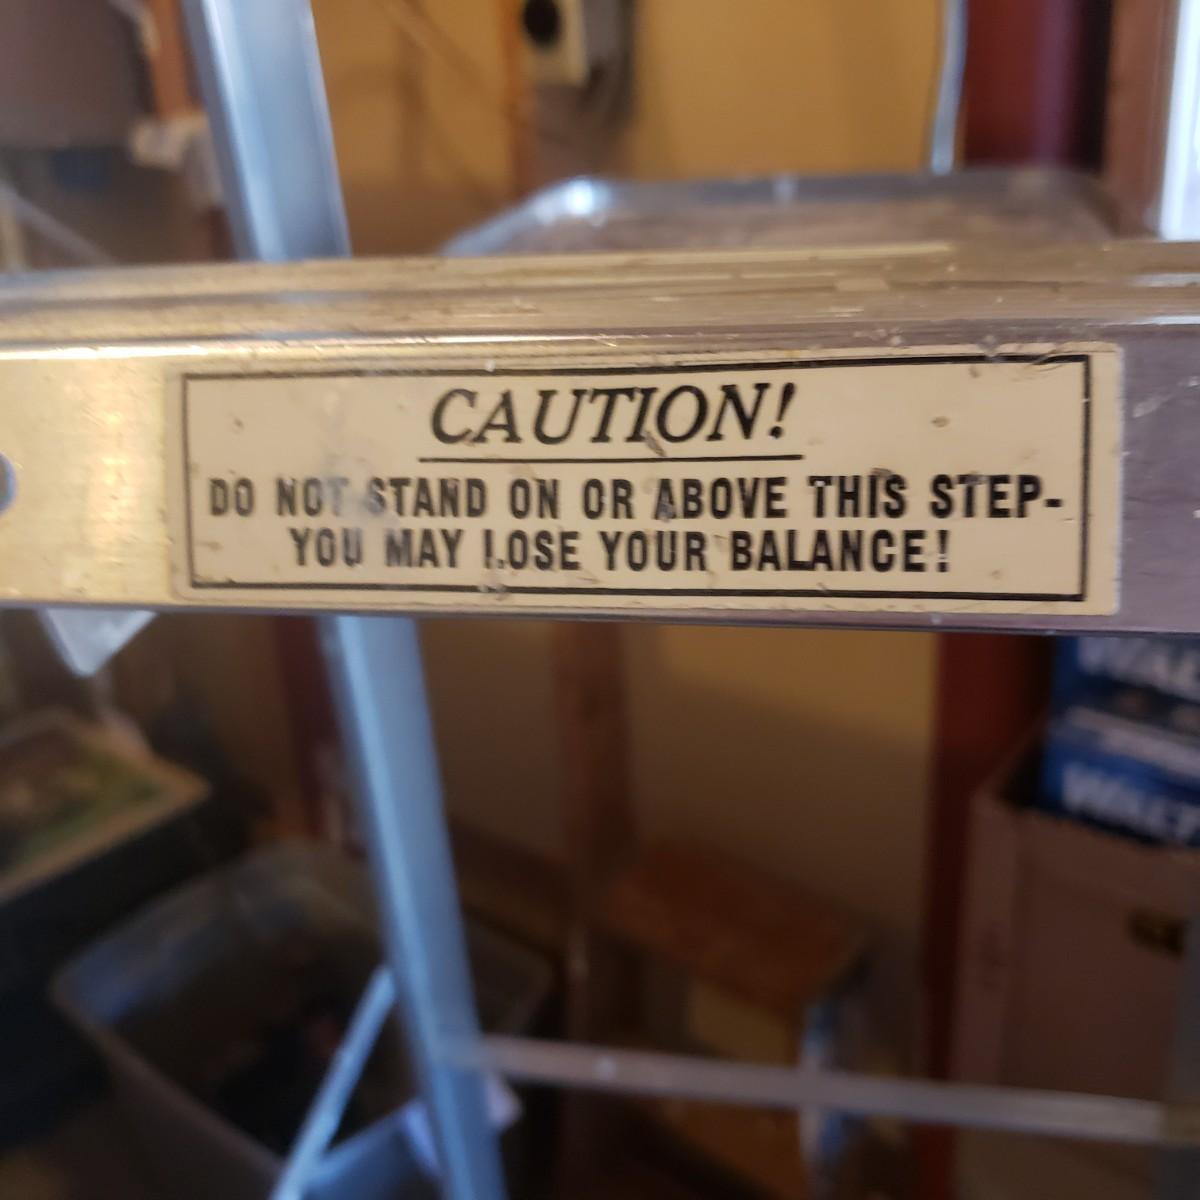 CAUTION!
DO NOT STAND ON OR ABOVE THIS STEP-
YOU MAY LOSE YOUR BALANCE!